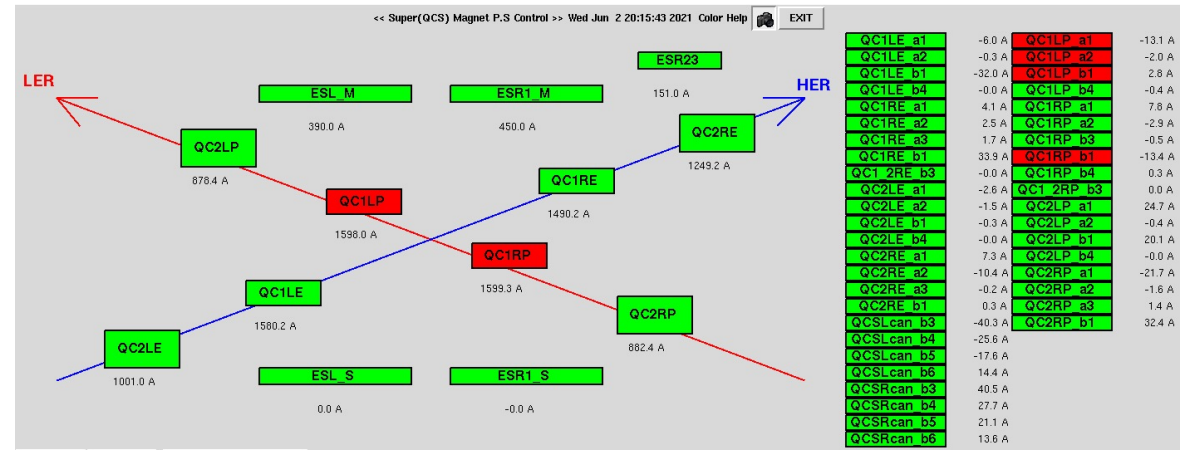 << Super(QCS) Magnet P.S Control >> Wed Jun 2 20:15:43 2021 Color Help EXIT
LER
HER
ESR23
151.0 A
ESL_M
390.0 A
ESR1_M
450.0 A
QC2LP
878.4 A
QC2RE
1249.2 A
QC1LP
1598.0 A
QC1RE
1490.2 A
QC1RP
1599.3 A
QC1LE
1580.2 A
QC2RP
882.4 A
QC2LE
1001.0 A
ESL_S
0.0 A
ESR1_S
-0.0 A
QC1LE_a1 -6.0 A QC1LP_a1 -13.1 A
QC1LE_a2 -0.3 A QC1LP_a2 -2.0 A
QC1LE_b1 -32.0 A QC1LP_b1 2.8 A
QC1LE_b4 -0.0 A QC1LP_b4 -0.4 A
QC1RE_a1 4.1 A QC1RP_a1 7.8 A
QC1RE_a2 2.5 A QC1RP_a2 -2.9 A
QC1RE_a3 1.7 A QC1RP_b3 -0.5 A
QC1RE_b1 33.9 A QC1RP_b1 -13.4 A
QC1_2RE_b3 -0.0 A QC1RP_b4 0.3 A
QC2LE_a1 -2.6 A QC1_2RP_b3 0.0 A
QC2LE_a2 -1.5 A QC2LP_a1 24.7 A
QC2LE_b1 -0.3 A QC2LP_a2 -0.4 A
QC2LE_b4 -0.0 A QC2LP_b1 20.1 A
QC2RE_a1 7.3 A QC2LP_b4 -0.0 A
QC2RE_a2 -10.4 A QC2RP_a1 -21.7 A
QC2RE_a3 -0.2 A QC2RP_a2 -1.6 A
QC2RE_b1 0.3 A QC2RP_a3 1.4 A
QCSLcan_b3 -40.3 A QC2RP_b1 32.4 A
QCSLcan_b4 -25.6 A
QCSLcan_b5 -17.6 A
QCSLcan_b6 14.4 A
QCSRcan_b3 40.5 A
QCSRcan_b4 27.7 A
QCSRcan_b5 21.1 A
QCSRcan_b6 13.6 A